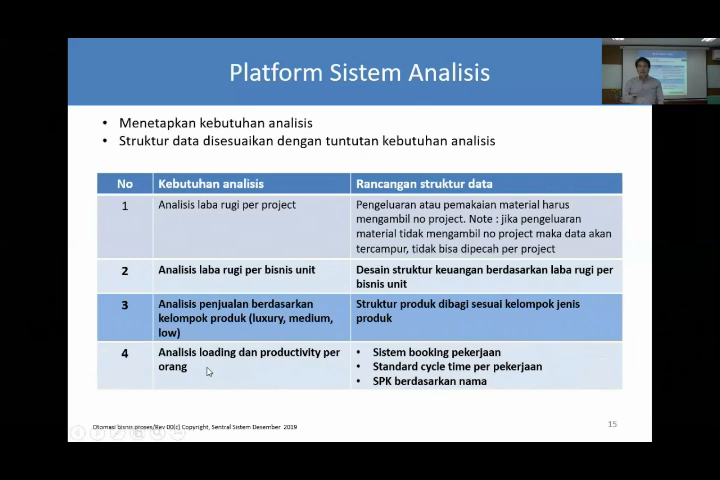 Platform Sistem Analisis
• Menetapkan kebutuhan analisis
• Struktur data disesuaikan dengan tuntutan kebutuhan analisis
No Kebutuhan analisis Rancangan struktur data
1 Analisis laba rugi per project
Pengeluaran atau pemakaian material harus
mengambil no project. Note : jika pengeluaran
material tidak mengambil no project maka data akan
tercampur, tidak bisa dipecah per project
2 Analisis laba rugi per bisnis unit
Desain struktur keuangan berdasarkan laba rugi per
bisnis unit
3 Analisis penjualan berdasarkan
kelompok produk (luxury, medium,
low)
Struktur produk dibagi sesuai kelompok jenis
produk
4 Analisis loading dan productivity per
orang
• Sistem booking pekerjaan
• Standard cycle time per pekerjaan
• SPK berdasarkan nama
Otomasi bisnis proses/Rev 00(c) Copyright, Sentral Sistem Desember 2019
15